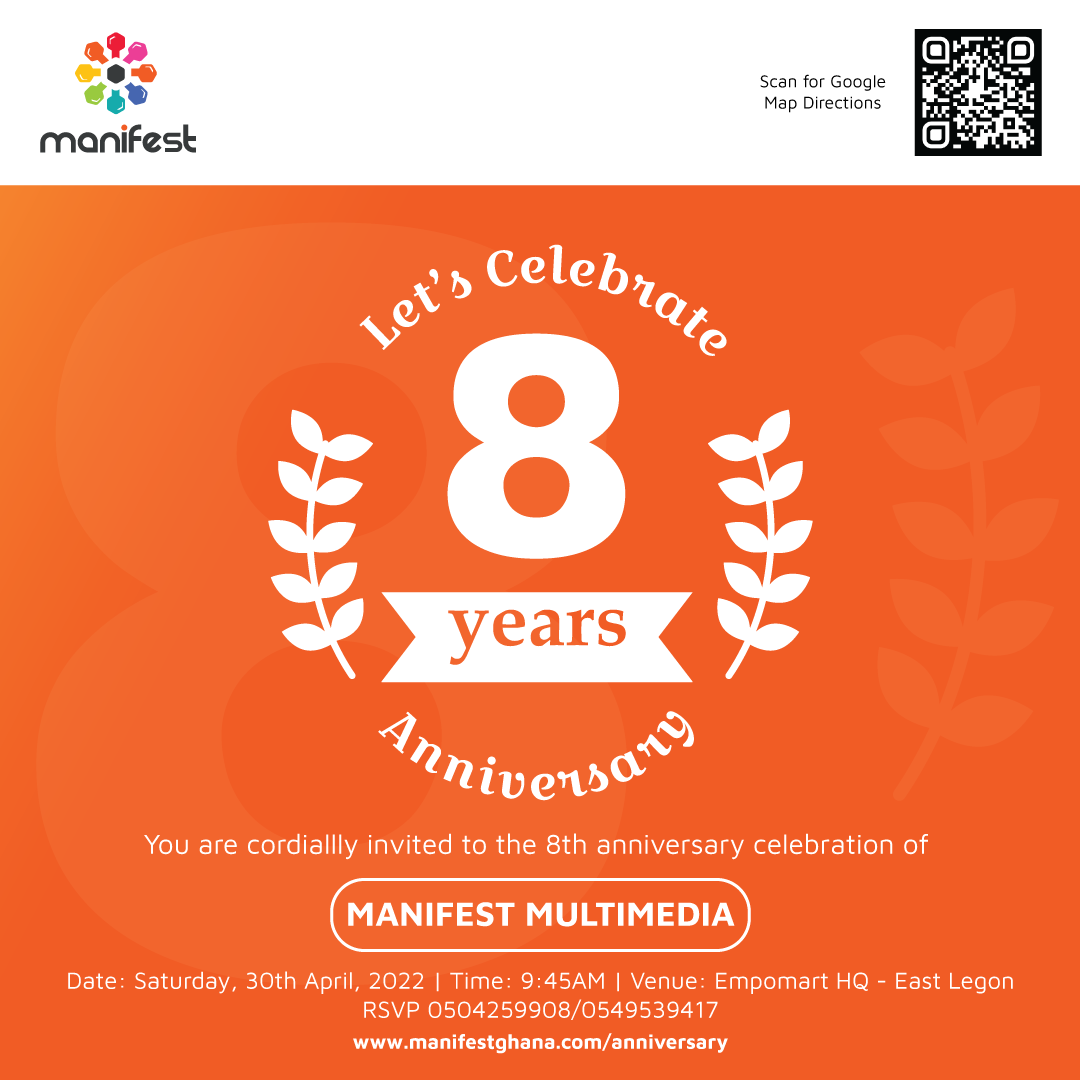 manifest
Scan for Google
Map Directions
Let's Celebrate
8
years
Anniversary
You are cordiallly invited to the 8th anniversary celebration of
MANIFEST MULTIMEDIA
Date: Saturday, 30th April, 2022 | Time: 9:45AM | Venue: Empomart HQ - East Legon
RSVP 0504259908/0549539417
www.manifestghana.com/anniversary